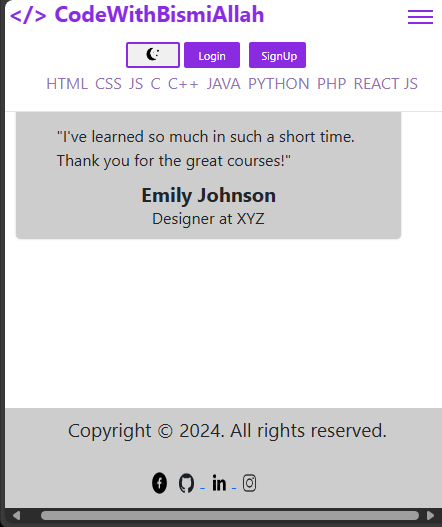 </> CodeWithBismiAllah
Login SignUp
HTML CSS JS C C++ JAVA PYTHON PHP REACT JS
"I've learned so much in such a short time.
Thank you for the great courses!"
Emily Johnson
Designer at XYZ
Copyright © 2024. All rights reserved.